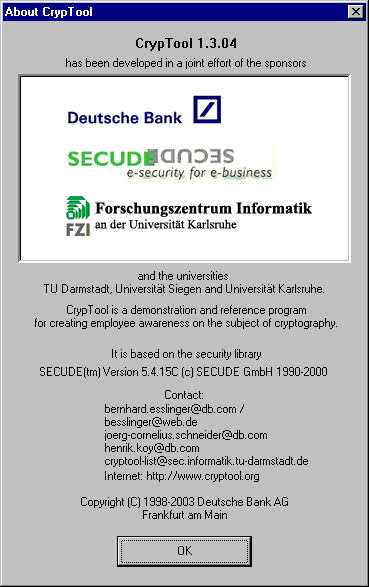 About CrypTool
CrypTool 1.3.04
has been developed in a joint effort of the sponsors
Deutsche Bank
SECUDE SECUDE
e-security for e-business
Forschungszentrum Informatik
FZI an der Universität Karlsruhe
and the universities
TU Darmstadt, Universität Siegen and Universität Karlsruhe.
CrypTool is a demonstration and reference program
for creating employee awareness on the subject of cryptography.
It is based on the security library
SECUDE(tm) Version 5.4.15C (c) SECUDE GmbH 1990-2000
Contact:
bernhard.esslinger@db.com /
besslinger@web.de
joerg-cornelius.schneider@db.com
henrik.koy@db.com
cryptool-list@sec.informatik.tu-darmstadt.de
Internet: http://www.cryptool.org
Copyright (C) 1998-2003 Deutsche Bank AG
Frankfurt am Main
OK